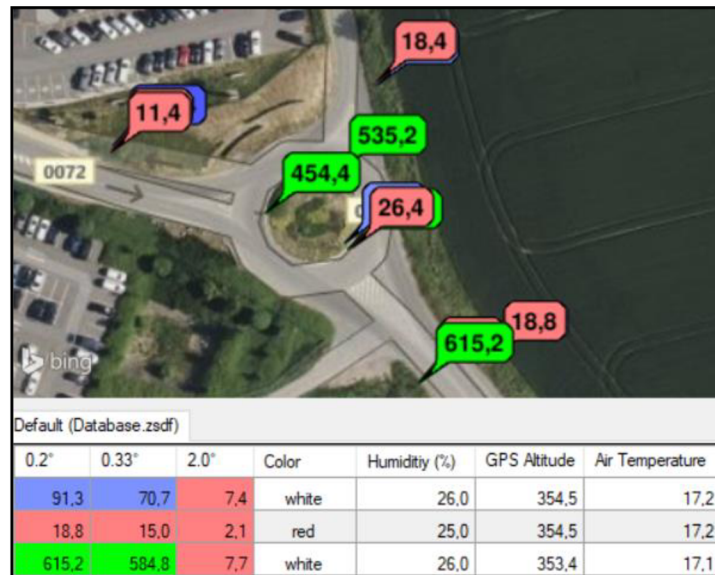 18,4
11,4
535,2
0072
454,4
0
26,4
18,8
615,2
bing
Default (Database.zsdf)
0.2° 0.33° 2.0° Color Humiditiy (%) GPS Altitude Air Temperature
91,3 70,7 7,4 white 26,0 354,5 17,2
18,8 15,0 2,1 red 25,0 354,5 17,2
615,2 584,8 7,7 white 26,0 353,4 17,1